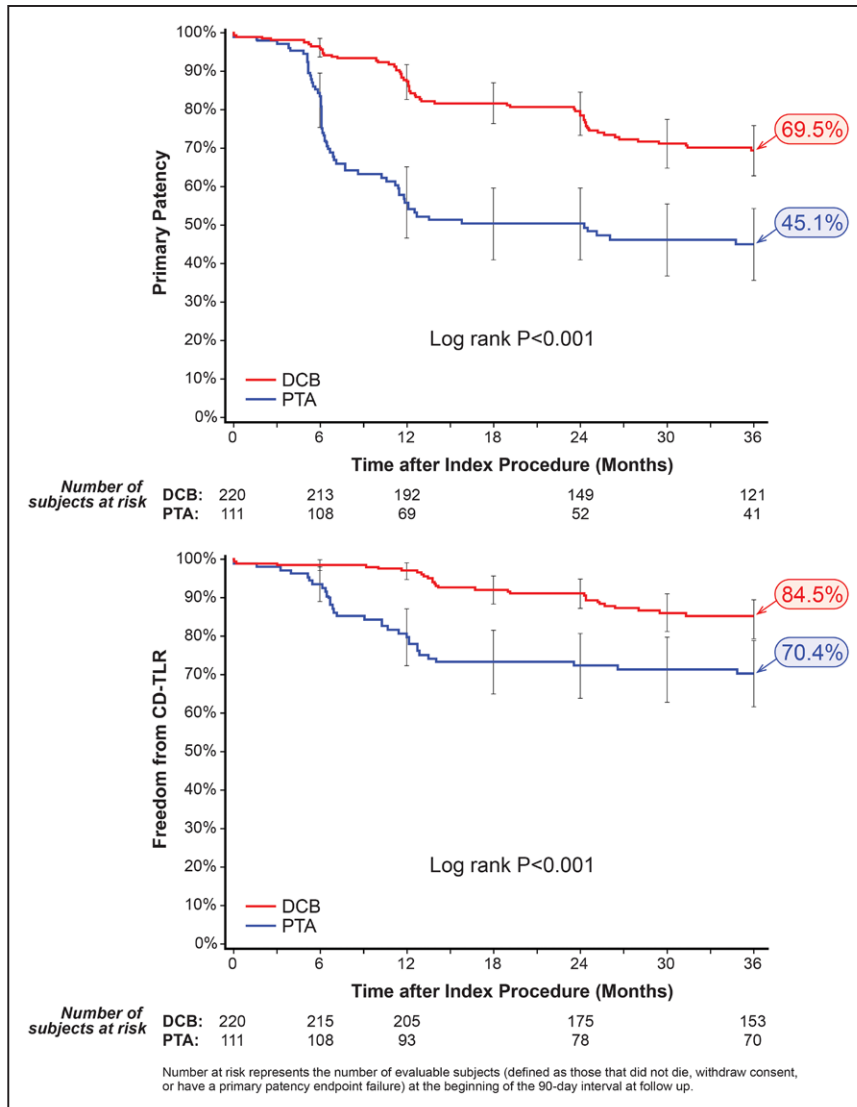 100%
90%
80%
70%
60%
50%
40%
30%
20%
10%
0%
Primary Patency
69.5%
45.1%
Log rank P<0.001
DCB
PTA
0 6 12 18 24 30 36
Time after Index Procedure (Months)
Number of
subjects at risk
DCB: 220 213 192 149 121
PTA: 111 108 69 52 41
100%
90%
80%
70%
60%
50%
40%
30%
20%
10%
0%
Freedom from CD-TLR
84.5%
70.4%
Log rank P<0.001
DCB
PTA
0 6 12 18 24 30 36
Time after Index Procedure (Months)
Number of
subjects at risk
DCB: 220 215 205 175 153
PTA: 111 108 93 78 70
Number at risk represents the number of evaluable subjects (defined as those that did not die, withdraw consent,
or have a primary patency endpoint failure) at the beginning of the 90-day interval at follow up.